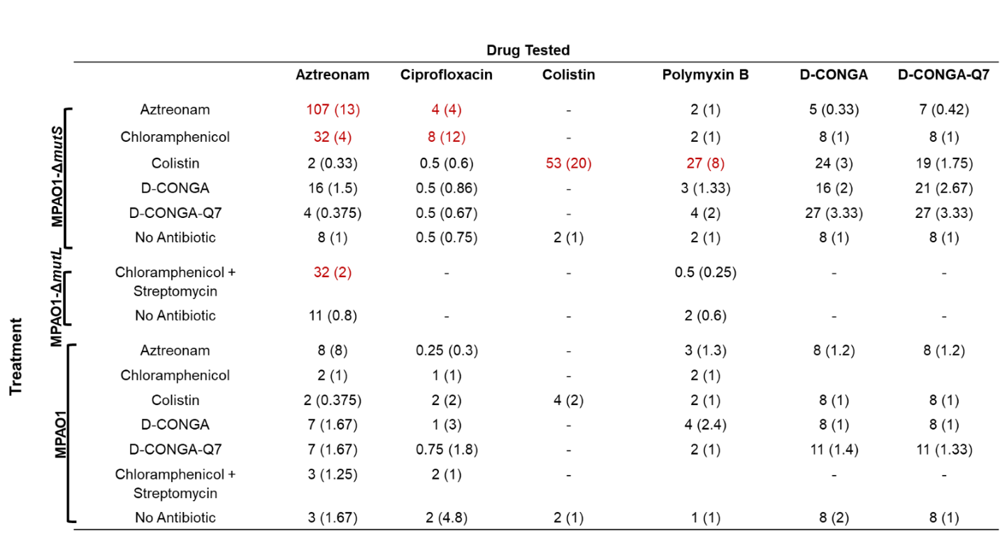 Drug Tested
Aztreonam Ciprofloxacin Colistin Polymyxin B D-CONGA D-CONGA-Q7
Treatment
MPAO1-ΔmutS
Aztreonam 107 (13) 4 (4) - 2 (1) 5 (0.33) 7 (0.42)
Chloramphenicol 32 (4) 8 (12) - 2 (1) 8 (1) 8 (1)
Colistin 2 (0.33) 0.5 (0.6) 53 (20) 27 (8) 24 (3) 19 (1.75)
D-CONGA 16 (1.5) 0.5 (0.86) - 3 (1.33) 16 (2) 21 (2.67)
D-CONGA-Q7 4 (0.375) 0.5 (0.67) - 4 (2) 27 (3.33) 27 (3.33)
No Antibiotic 8 (1) 0.5 (0.75) 2 (1) 2 (1) 8 (1) 8 (1)
MPAO1-ΔmutL
Chloramphenicol + 32 (2) - - 0.5 (0.25) - -
Streptomycin
No Antibiotic 11 (0.8) - - 2 (0.6) - -
MPAO1
Aztreonam 8 (8) 0.25 (0.3) - 3 (1.3) 8 (1.2) 8 (1.2)
Chloramphenicol 2 (1) 1 (1) - 2 (1)
Colistin 2 (0.375) 2 (2) 4 (2) 2 (1) 8 (1) 8 (1)
D-CONGA 7 (1.67) 1 (3) - 4 (2.4) 8 (1) 8 (1)
D-CONGA-Q7 7 (1.67) 0.75 (1.8) - 2 (1) 11 (1.4) 11 (1.33)
Chloramphenicol + 3 (1.25) 2 (1) - - -
Streptomycin
No Antibiotic 3 (1.67) 2 (4.8) 2 (1) 1 (1) 8 (2) 8 (1)